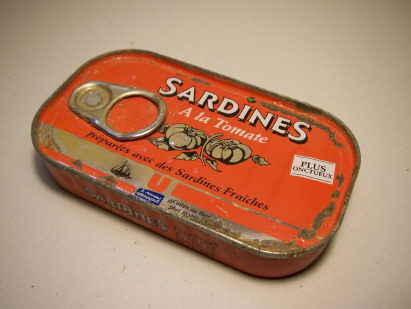 SARDINES
À la Tomate
préparées avec des Sardines Fraîches
PLUS
ONCTUEUX
SARDINES